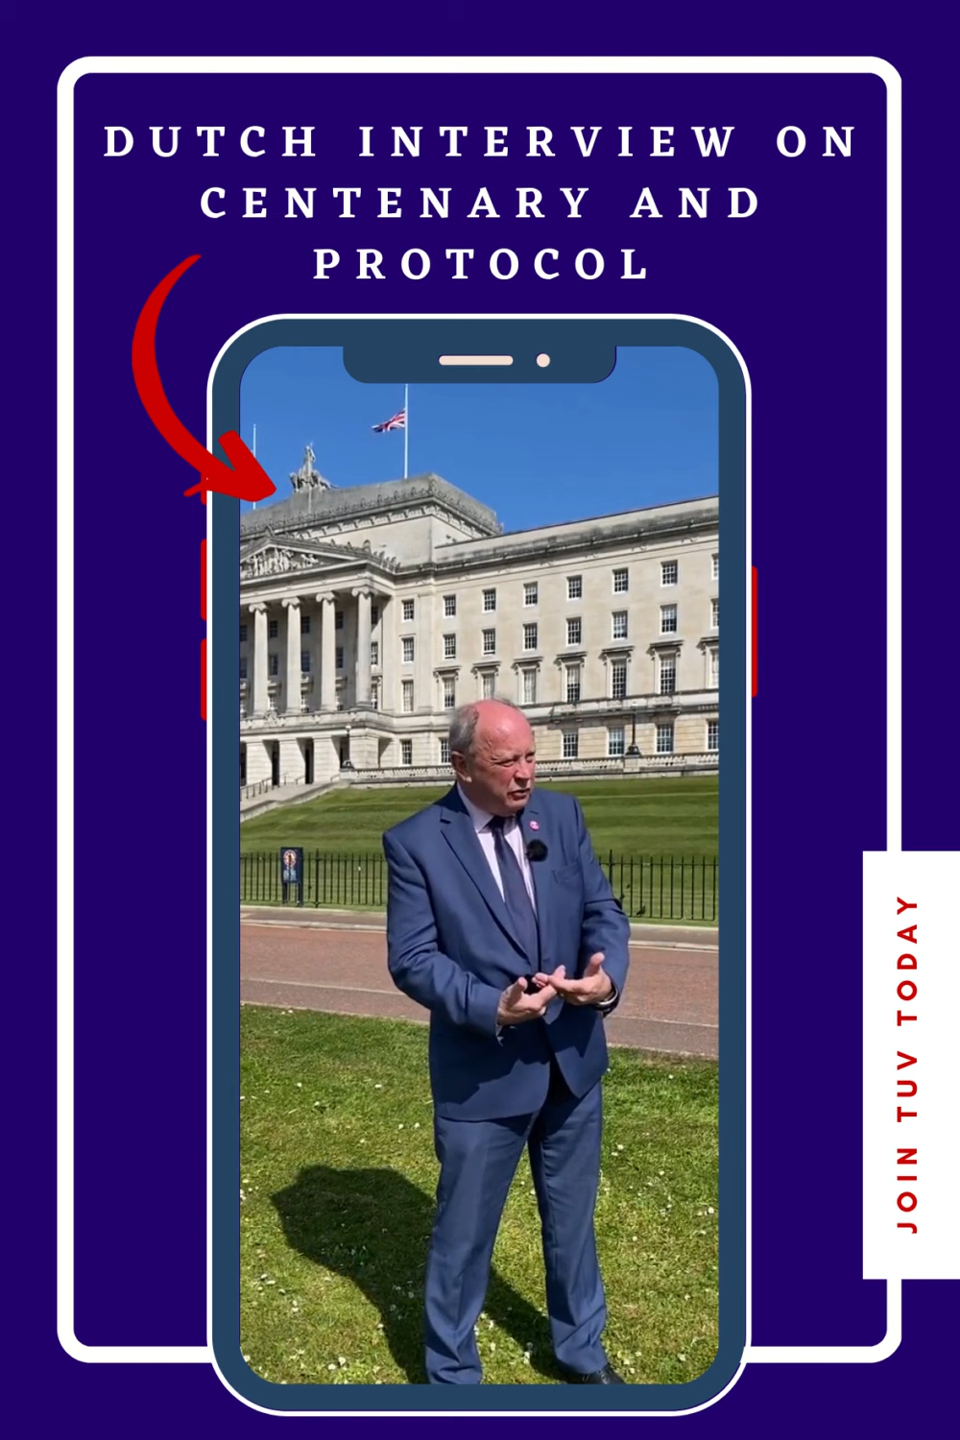 DUTCH INTERVIEW ON
CENTENARY AND
PROTOCOL
JOIN TUV TODAY